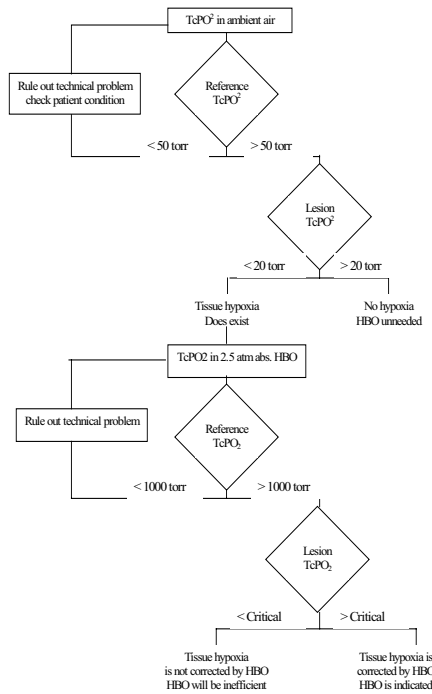 TcPO² in ambient air
Rule out technical problem
check patient condition
Reference
TcPO²
< 50 torr
> 50 torr
Lesion
TcPO²
< 20 torr
> 20 torr
Tissue hypoxia
Does exist
No hypoxia
HBO unneeded
TcPO2 in 2.5 atm abs. HBO
Rule out technical problem
Reference
TcPO₂
< 1000 torr
> 1000 torr
Lesion
TcPO₂
< Critical
> Critical
Tissue hypoxia
is not corrected by HBO
HBO will be inefficient
Tissue hypoxia is
corrected by HBO
HBO is indicated